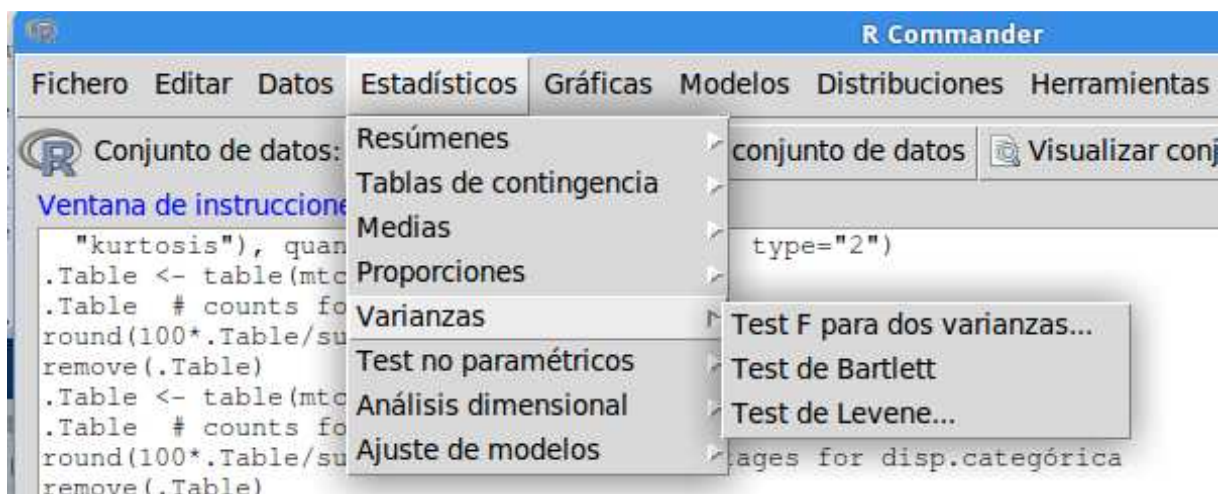 R Commander
Fichero Editar Datos Estadísticos Gráficas Modelos Distribuciones Herramientas
R Conjunto de datos: conjunto de datos Visualizar conj
Ventana de instruccione
Resúmenes
Tablas de contingencia
Medias
Proporciones
Varianzas
Test no paramétricos
Análisis dimensional
Ajuste de modelos
Test F para dos varianzas...
Test de Bartlett
Test de Levene...
"kurtosis"), quan type="2")
.Table <- table(mtc
.Table # counts fo
round(100*.Table/su
remove(.Table)
.Table <- table(mtc
.Table # counts fo
round(100*.Table/su tages for disp.categórica
remove(.Table)